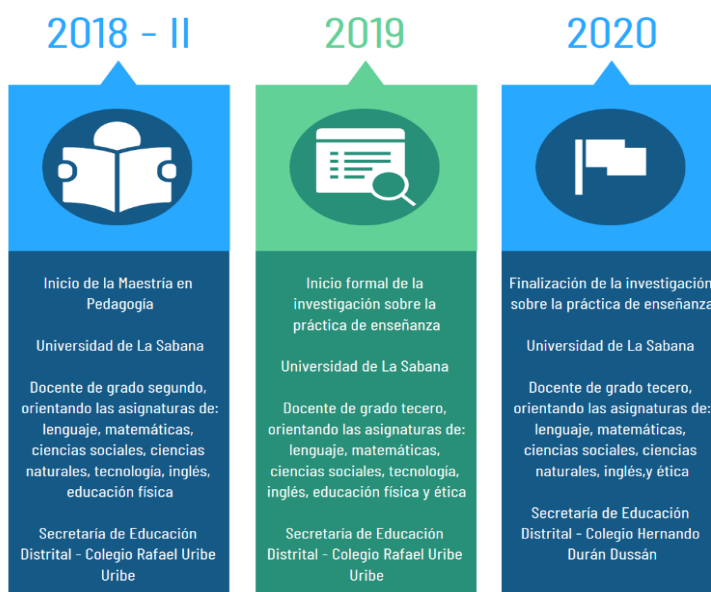 2018 - II
Inicio de la Maestría en
Pedagogía
Universidad de La Sabana
Docente de grado segundo,
orientando las asignaturas de:
lenguaje, matemáticas,
ciencias sociales, ciencias
naturales, tecnología, inglés,
educación física
Secretaría de Educación
Distrital - Colegio Rafael Uribe
Uribe
2019
Inicio formal de la
investigación sobre la
práctica de enseñanza
Universidad de La Sabana
Docente de grado tecero,
orientando las asignaturas de:
lenguaje, matemáticas,
ciencias sociales, tecnología,
inglés, educación física y ética
Secretaría de Educación
Distrital - Colegio Rafael Uribe
Uribe
2020
Finalización de la investigación
sobre la práctica de enseñanza
Universidad de La Sabana
Docente de grado tecero,
orientando las asignaturas de:
lenguaje, matemáticas,
ciencias sociales, ciencias
naturales, inglés,y ética
Secretaría de Educación
Distrital - Colegio Hernando
Durán Dussán